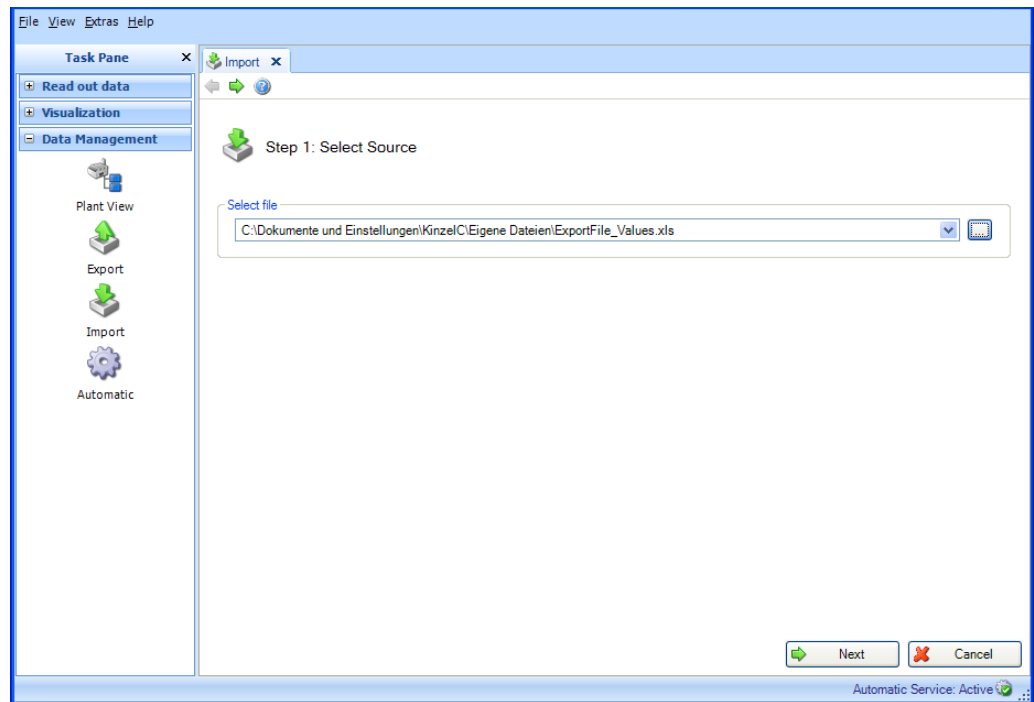 File View Extras Help
Task Pane
Import
Read out data
Visualization
Data Management
Step 1: Select Source
Plant View
Select file
C:\Dokumente und Einstellungen\KinzelC\Eigene Dateien\ExportFile_Values.xls
...
Export
Import
Automatic
Next
Cancel
Automatic Service: Active